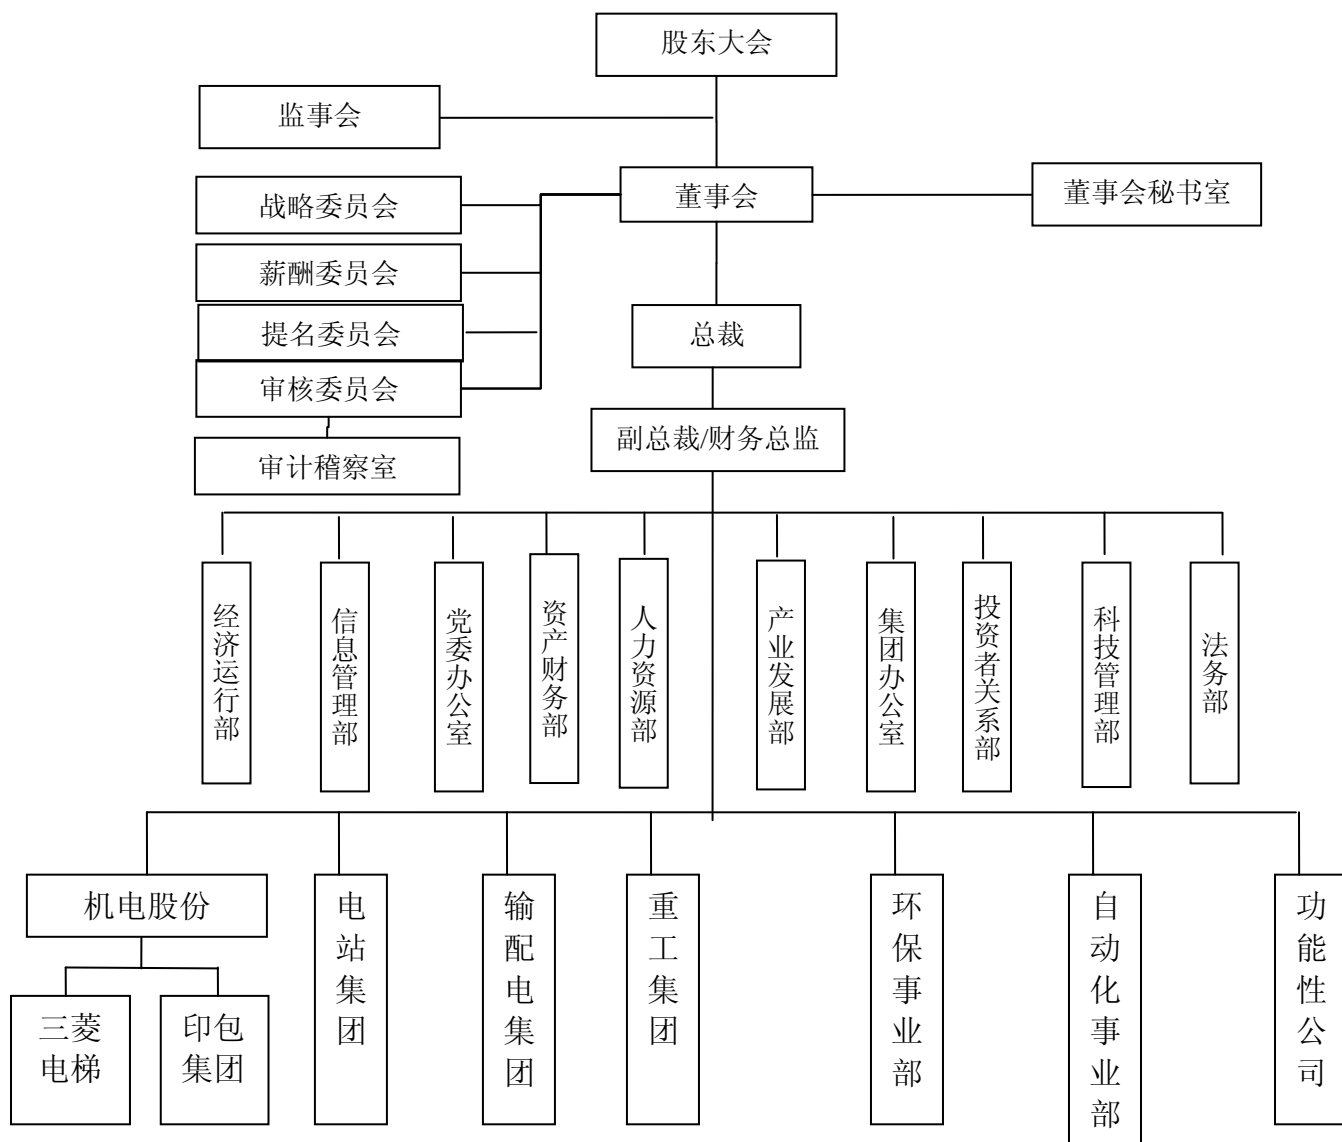 股东大会
监事会
董事会
董事会秘书室
战略委员会
薪酬委员会
提名委员会
审核委员会
审计稽察室
总裁
副总裁/财务总监
经济运行部
信息管理部
党委办公室
资产财务部
人力资源部
产业发展部
集团办公室
投资者关系部
科技管理部
法务部
机电股份
三菱
电梯
印包
集团
电站集团
输配电集团
重工集团
环保事业部
自动化事业部
功能性公司